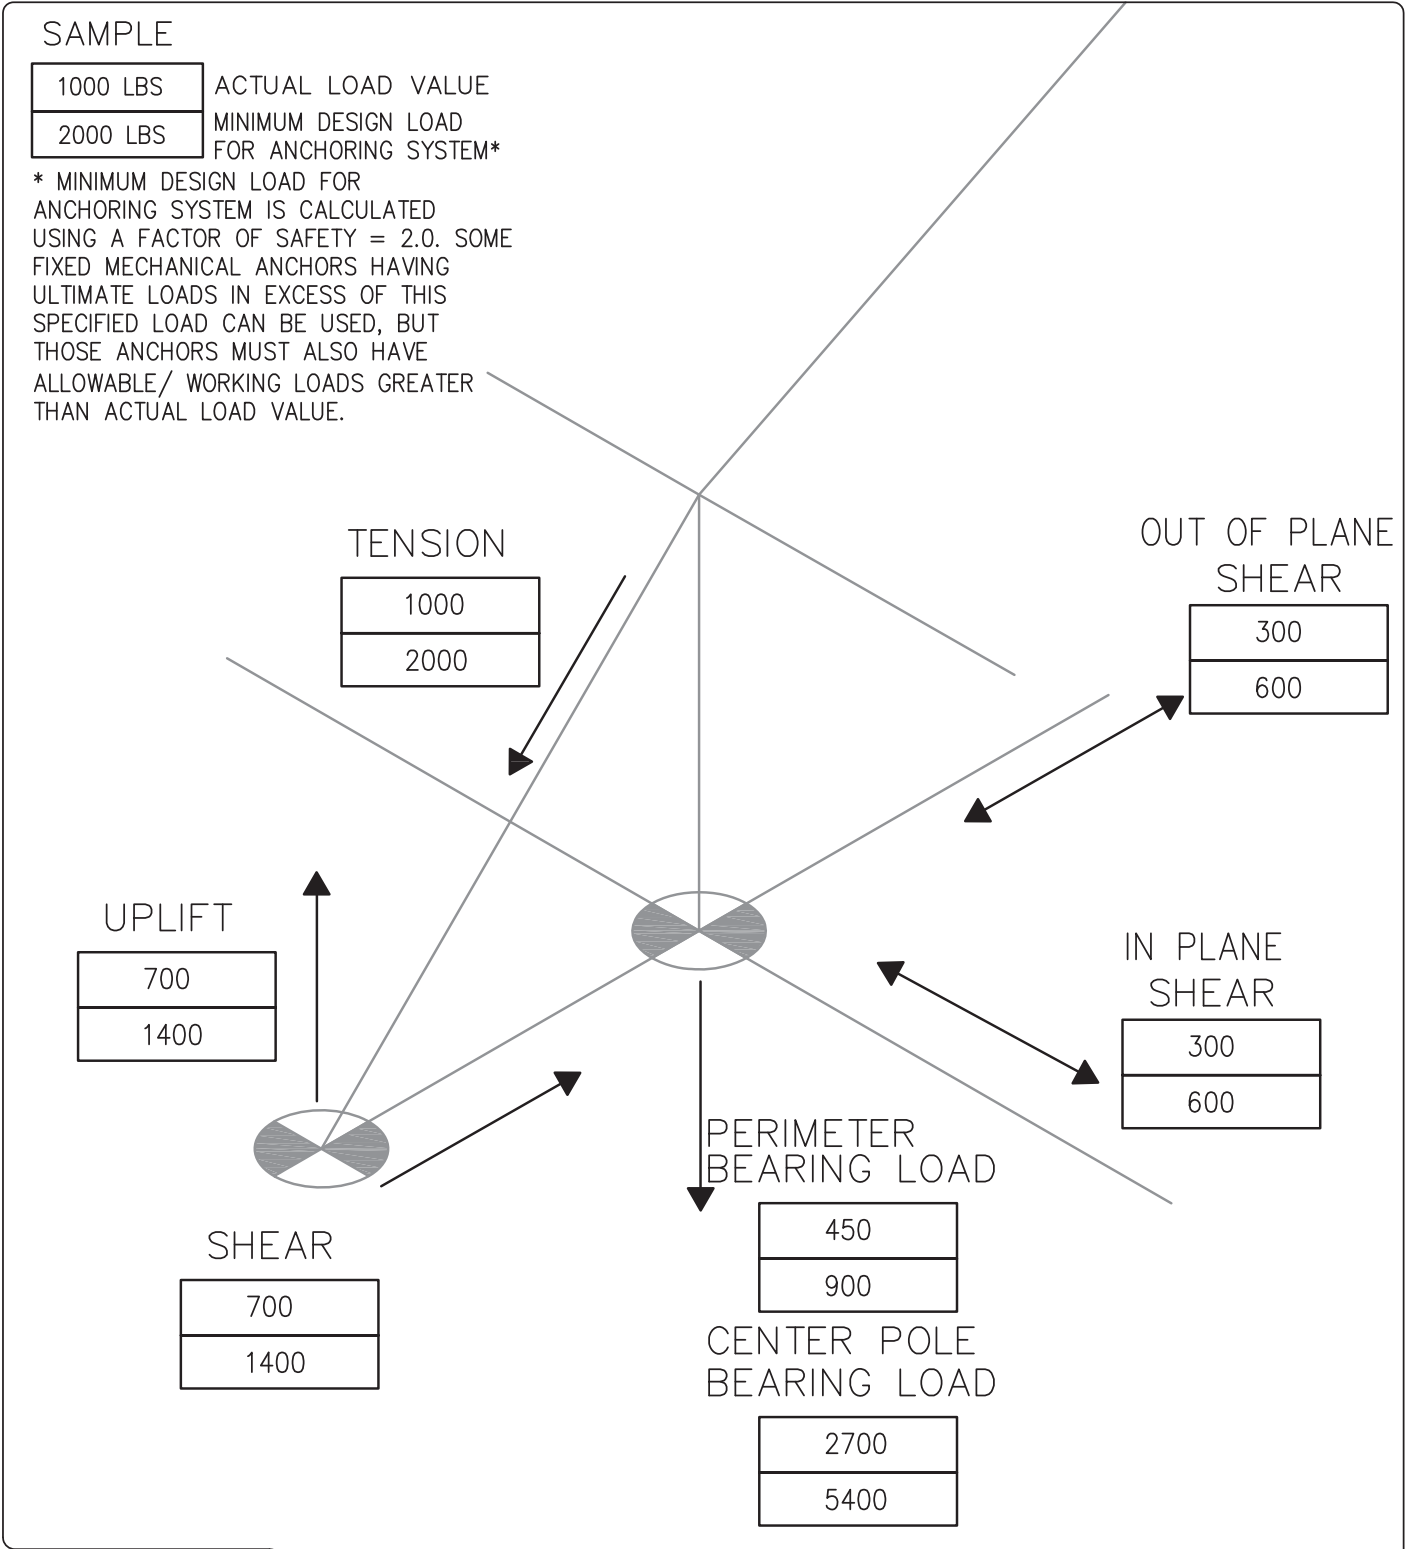 SAMPLE
1000 LBS ACTUAL LOAD VALUE
2000 LBS MINIMUM DESIGN LOAD
FOR ANCHORING SYSTEM*
* MINIMUM DESIGN LOAD FOR
ANCHORING SYSTEM IS CALCULATED
USING A FACTOR OF SAFETY = 2.0. SOME
FIXED MECHANICAL ANCHORS HAVING
ULTIMATE LOADS IN EXCESS OF THIS
SPECIFIED LOAD CAN BE USED, BUT
THOSE ANCHORS MUST ALSO HAVE
ALLOWABLE/ WORKING LOADS GREATER
THAN ACTUAL LOAD VALUE.
TENSION
1000
2000
OUT OF PLANE
SHEAR
300
600
UPLIFT
700
1400
IN PLANE
SHEAR
300
600
PERIMETER
BEARING LOAD
450
900
SHEAR
700
1400
CENTER POLE
BEARING LOAD
2700
5400